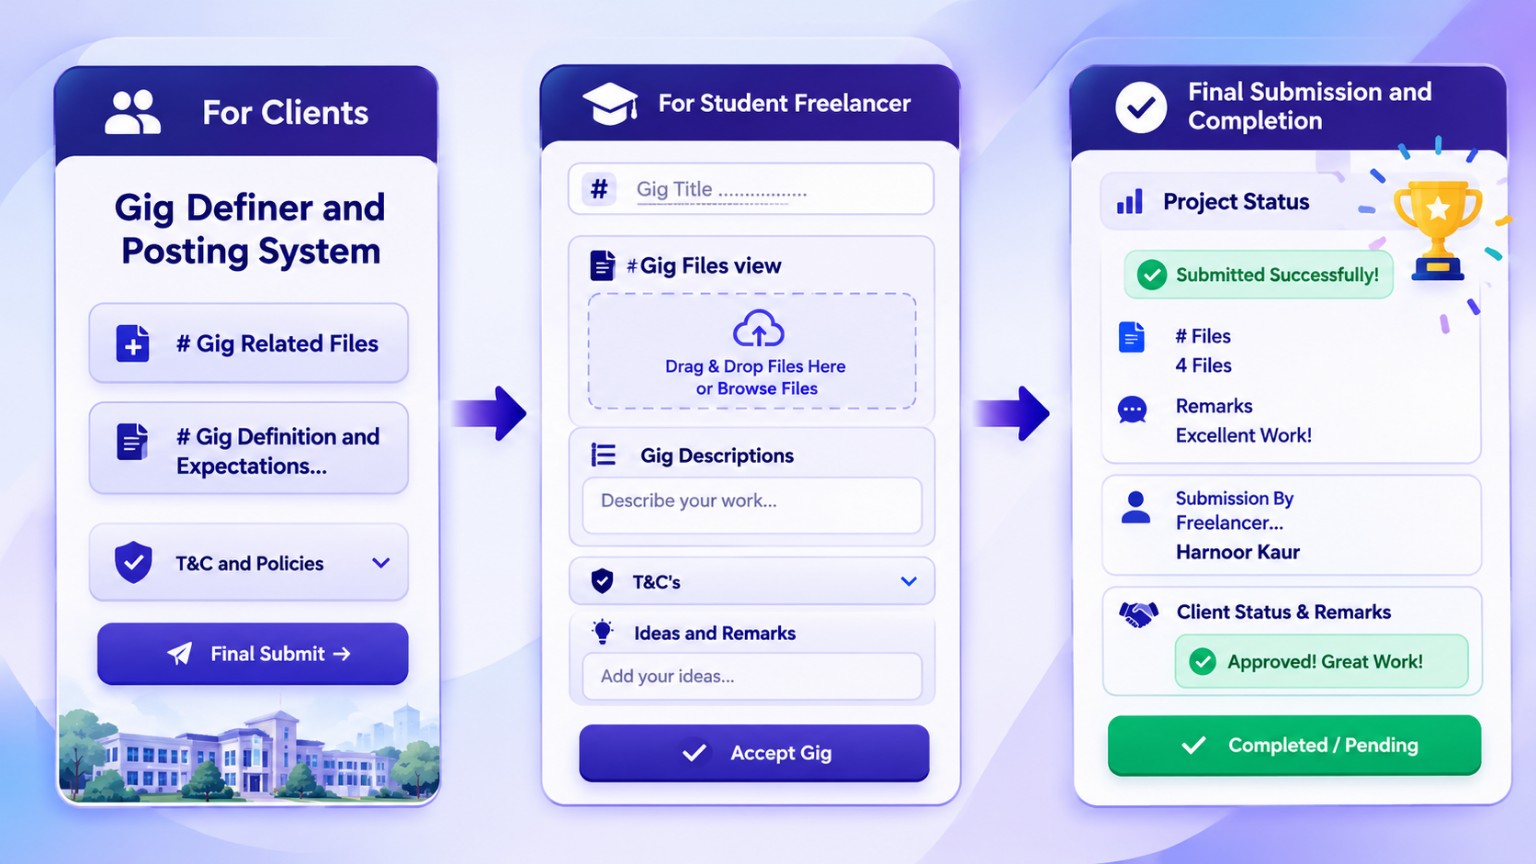 For Clients
Gig Definer and
Posting System
# Gig Related Files
# Gig Definition and
Expectations...
T&C and Policies
Final Submit →
For Student Freelancer
# Gig Title .................
# Gig Files view
Drag & Drop Files Here
or Browse Files
Gig Descriptions
Describe your work...
T&C's
Ideas and Remarks
Add your ideas...
Accept Gig
Final Submission and
Completion
Project Status
Submitted Successfully!
# Files
4 Files
Remarks
Excellent Work!
Submission By
Freelancer...
Harnoor Kaur
Client Status & Remarks
Approved! Great Work!
Completed / Pending